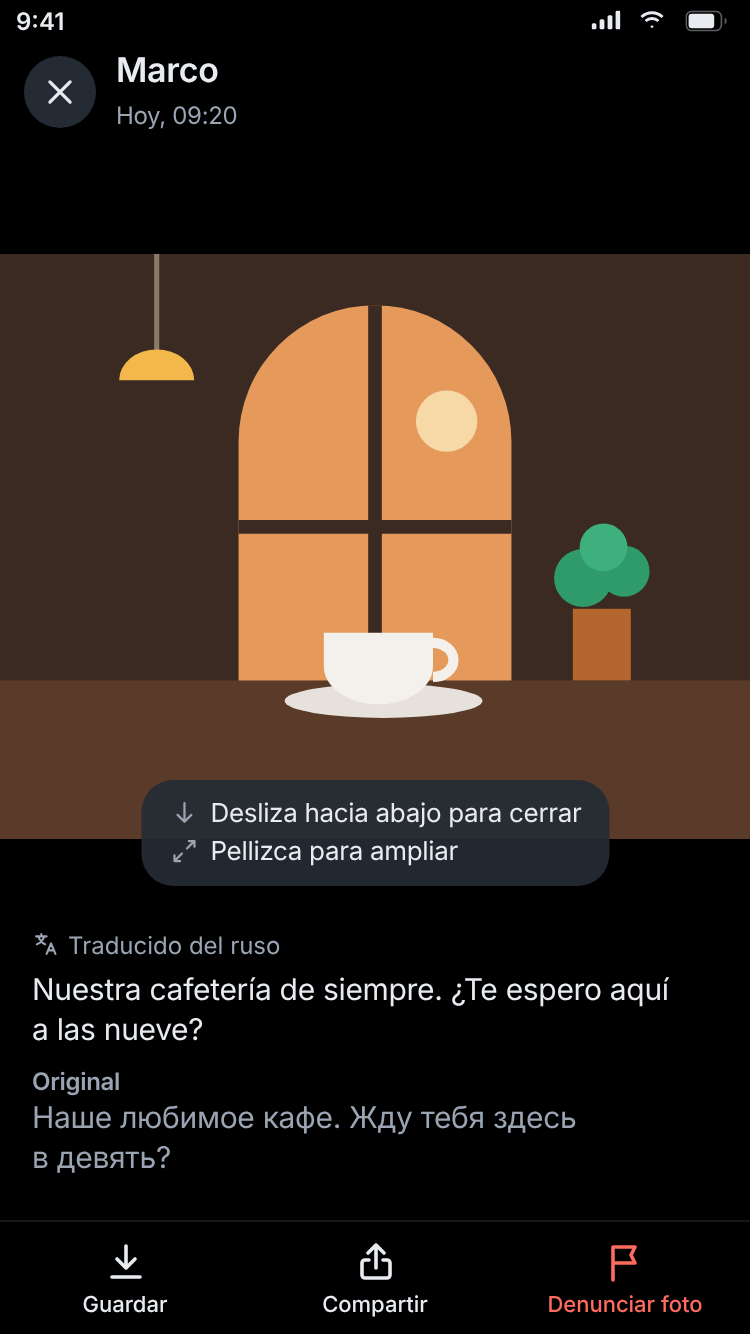 9:41
Marco
Hoy, 09:20
Desliza hacia abajo para cerrar
Pellizca para ampliar
Traducido del ruso
Nuestra cafetería de siempre. ¿Te espero aquí
a las nueve?
Original
Наше любимое кафе. Жду тебя здесь
в девять?
Guardar
Compartir
Denunciar foto